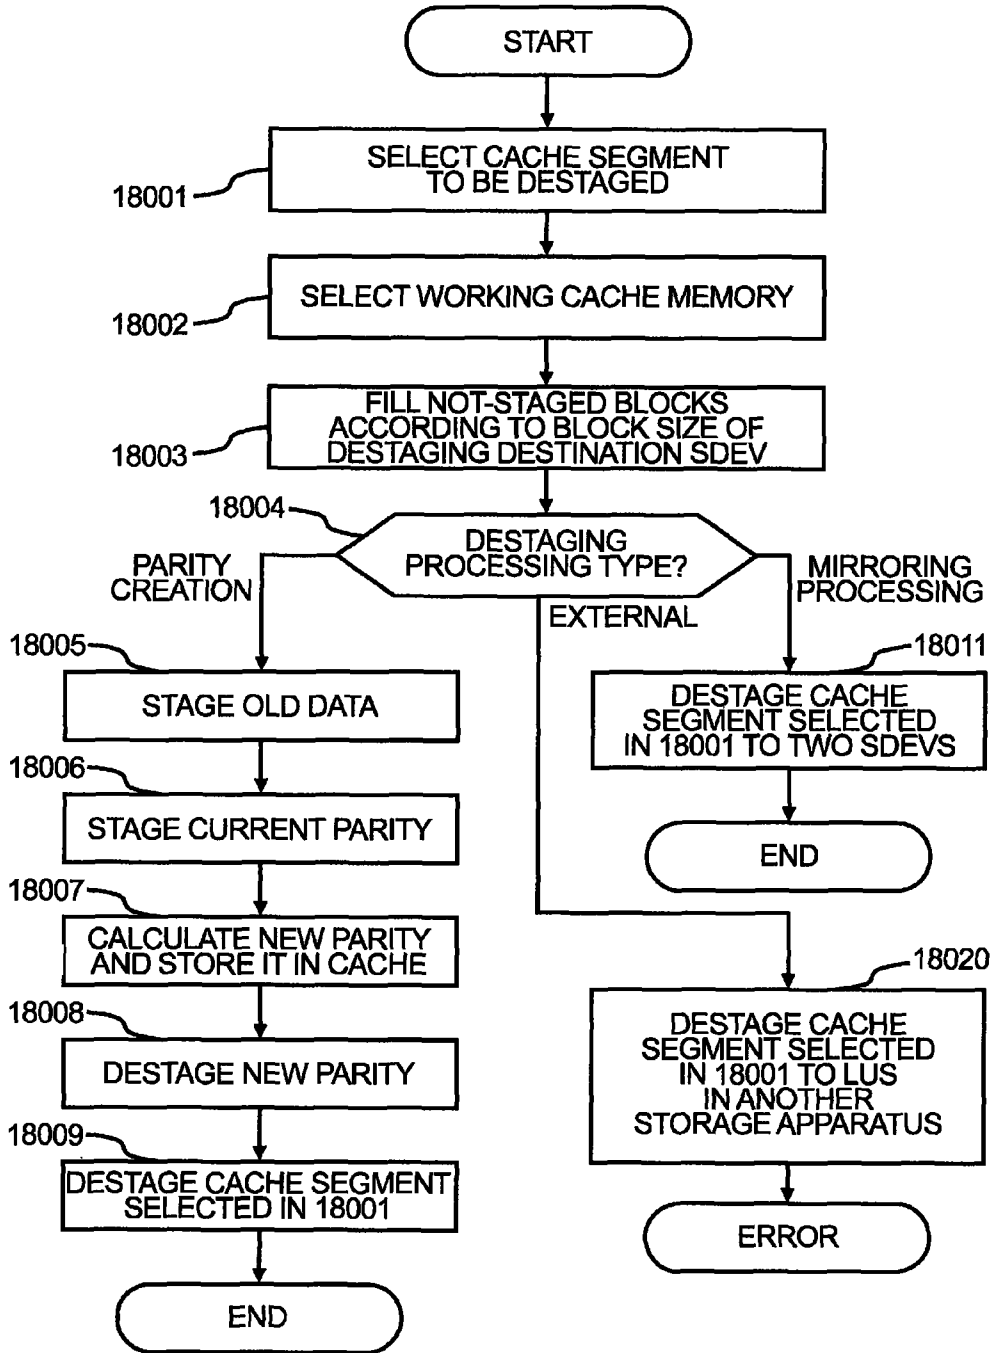 START
SELECT CACHE SEGMENT
TO BE DESTAGED
18001
SELECT WORKING CACHE MEMORY
18002
FILL NOT-STAGED BLOCKS
ACCORDING TO BLOCK SIZE OF
DESTAGING DESTINATION SDEV
18003
18004
DESTAGING
PROCESSING TYPE?
PARITY
CREATION
EXTERNAL
MIRRORING
PROCESSING
18005
STAGE OLD DATA
18006
STAGE CURRENT PARITY
18007
CALCULATE NEW PARITY
AND STORE IT IN CACHE
18008
DESTAGE NEW PARITY
18009
DESTAGE CACHE SEGMENT
SELECTED IN 18001
END
18011
DESTAGE CACHE
SEGMENT SELECTED
IN 18001 TO TWO SDEVS
END
18020
DESTAGE CACHE
SEGMENT SELECTED
IN 18001 TO LUS
IN ANOTHER
STORAGE APPARATUS
ERROR